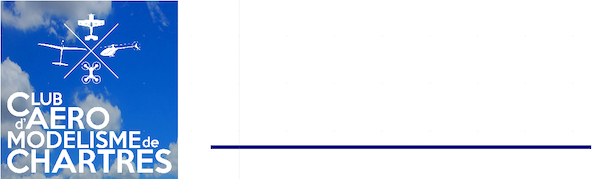 CLUB
d'AERO
MODELISME de
CHARTRES